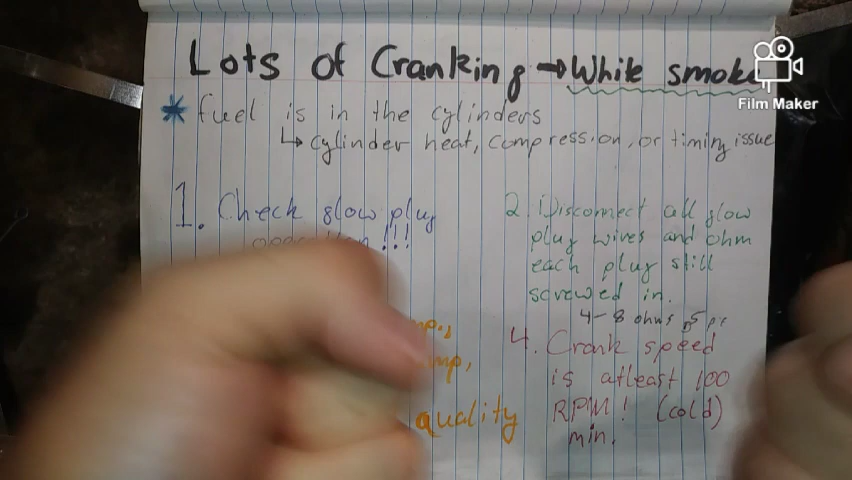 Lots of Cranking → White smoke
Film Maker
* fuel is in the cylinders
↳ cylinder heat, compression, or timing issue
1. Check glow plug
!!!
2. Disconnect all glow
plug wires and ohm
each plug still
screwed in.
4-8 ohms
quality
4. Crank speed
is atleast 100
RPM! (cold)
min.